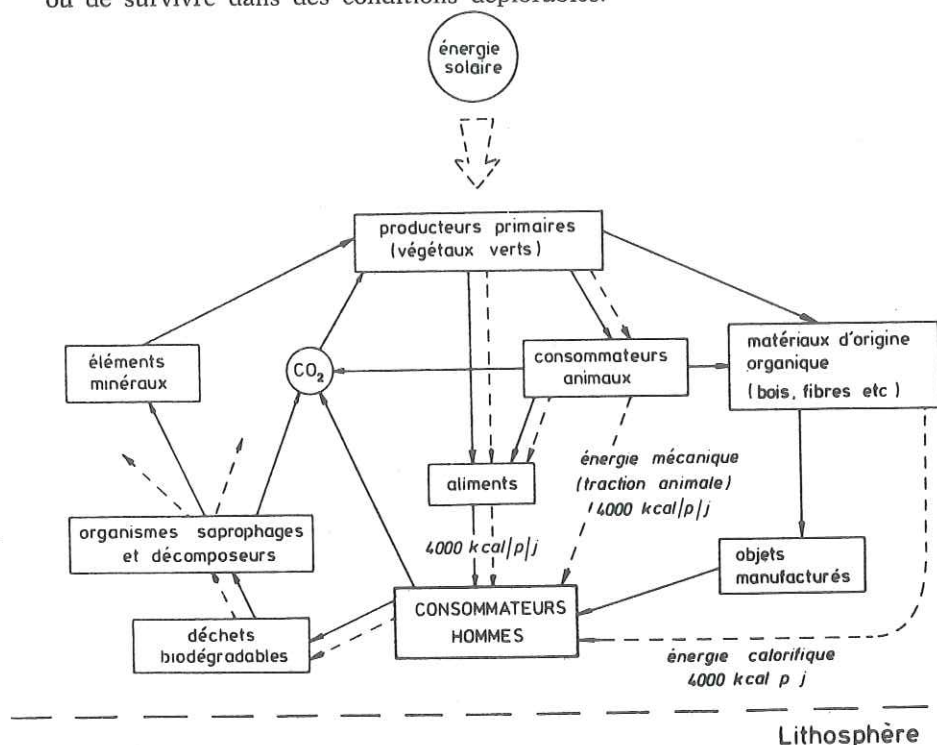 ou de survivre dans des conditions déplorables.
énergie
solaire
producteurs primaires
(végétaux verts)
éléments
minéraux
CO₂
consommateurs
animaux
matériaux d'origine
organique
(bois, fibres etc)
aliments
énergie mécanique
(traction animale)
4000 kcal/p/j
organismes saprophages
et décomposeurs
4000 kcal/p/j
objets
manufacturés
CONSOMMATEURS
HOMMES
déchets
biodégradables
énergie calorifique
4000 kcal p j
Lithosphère